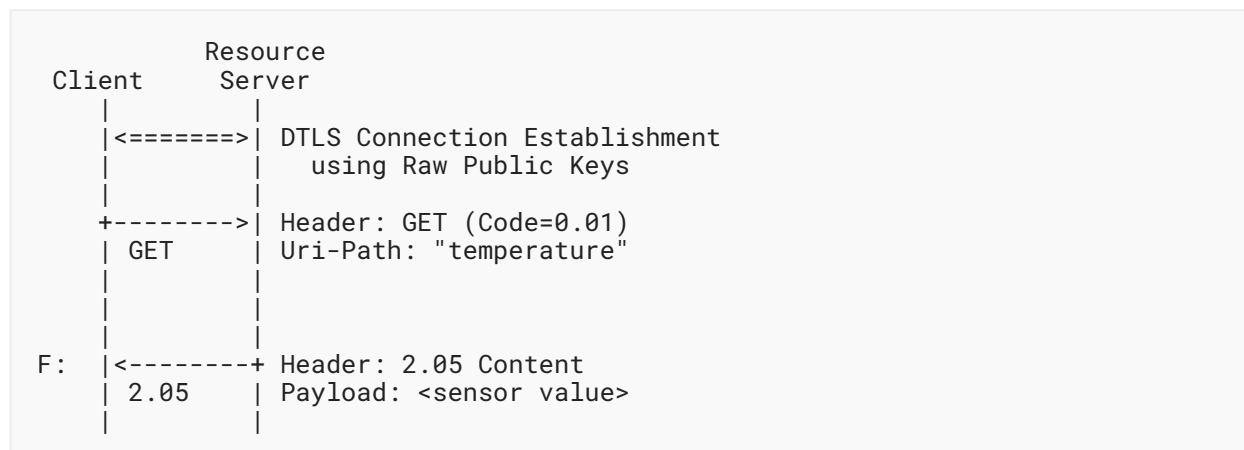 Resource
 Client     Server
    |         |
    |<=======>| DTLS Connection Establishment
    |         |   using Raw Public Keys
    |         |
    +-------->| Header: GET (Code=0.01)
    | GET     | Uri-Path: "temperature"
    |         |
    |         |
    |         |
F:  |<--------+ Header: 2.05 Content
    | 2.05    | Payload: <sensor value>
    |         |